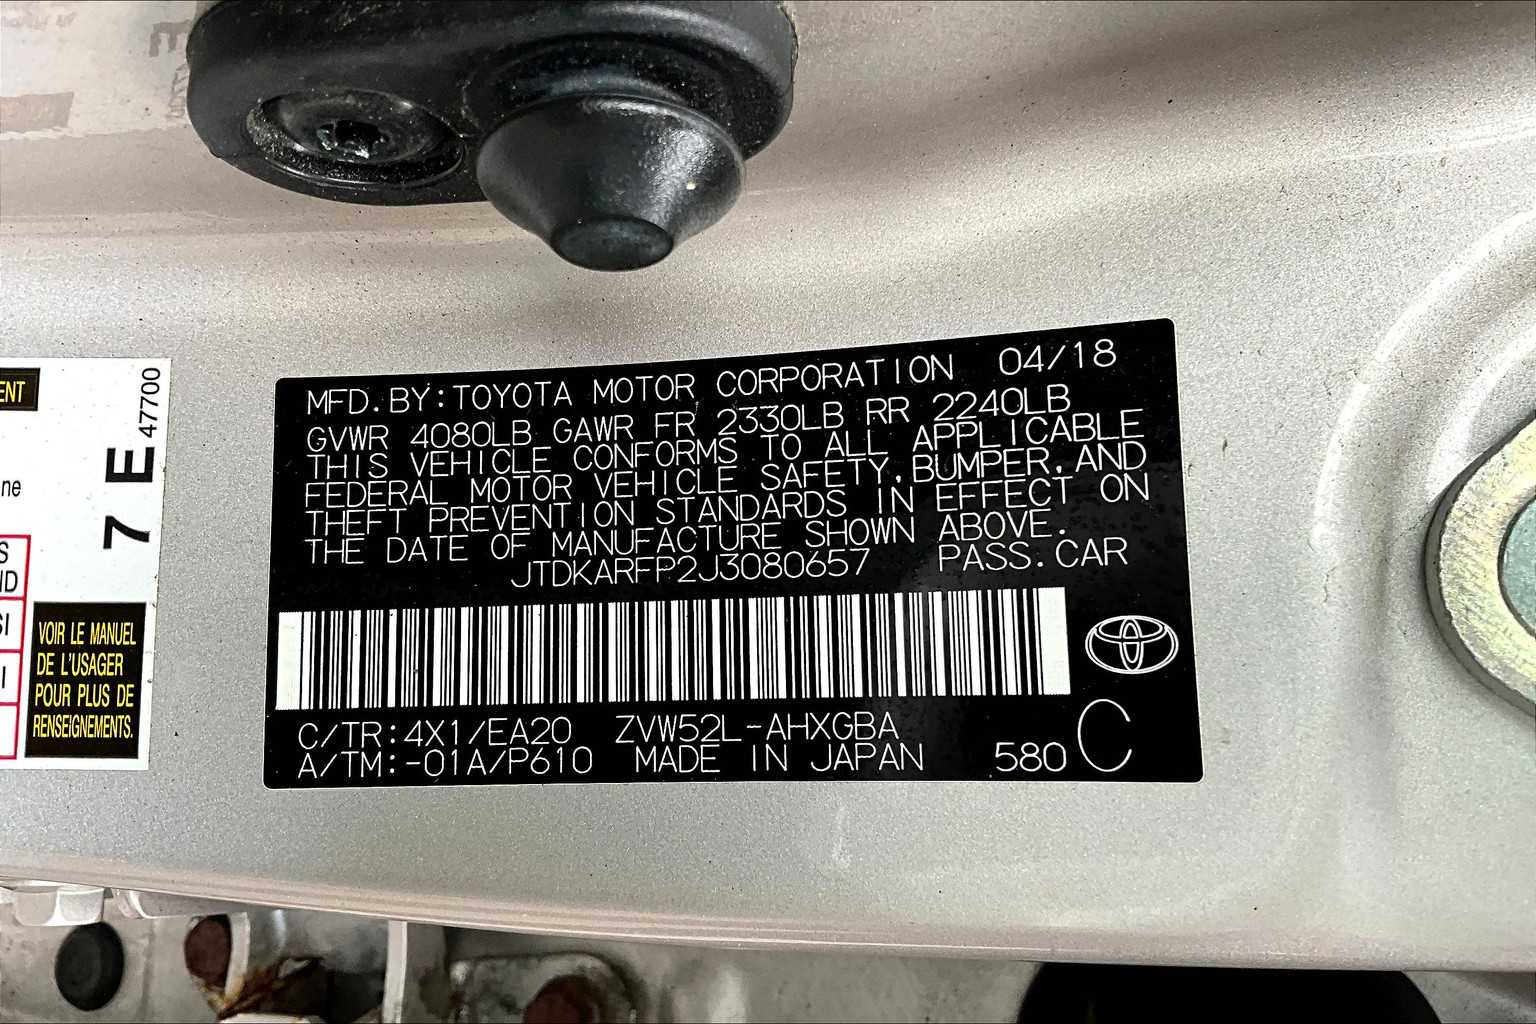 MFD.BY:TOYOTA MOTOR CORPORATION 04/18
GVWR 4080LB GAWR FR 2330LB RR 2240LB
THIS VEHICLE CONFORMS TO ALL APPLICABLE
FEDERAL MOTOR VEHICLE SAFETY,BUMPER,AND
THEFT PREVENTION STANDARDS IN EFFECT ON
THE DATE OF MANUFACTURE SHOWN ABOVE.
JTDKARFP2J3080657 PASS.CAR
C/TR:4X1/EA20 ZVW52L-AHXGBA
A/TM:-01A/P610 MADE IN JAPAN 580 C
7 E 47700
VOIR LE MANUEL
DE L'USAGER
POUR PLUS DE
RENSEIGNEMENTS.